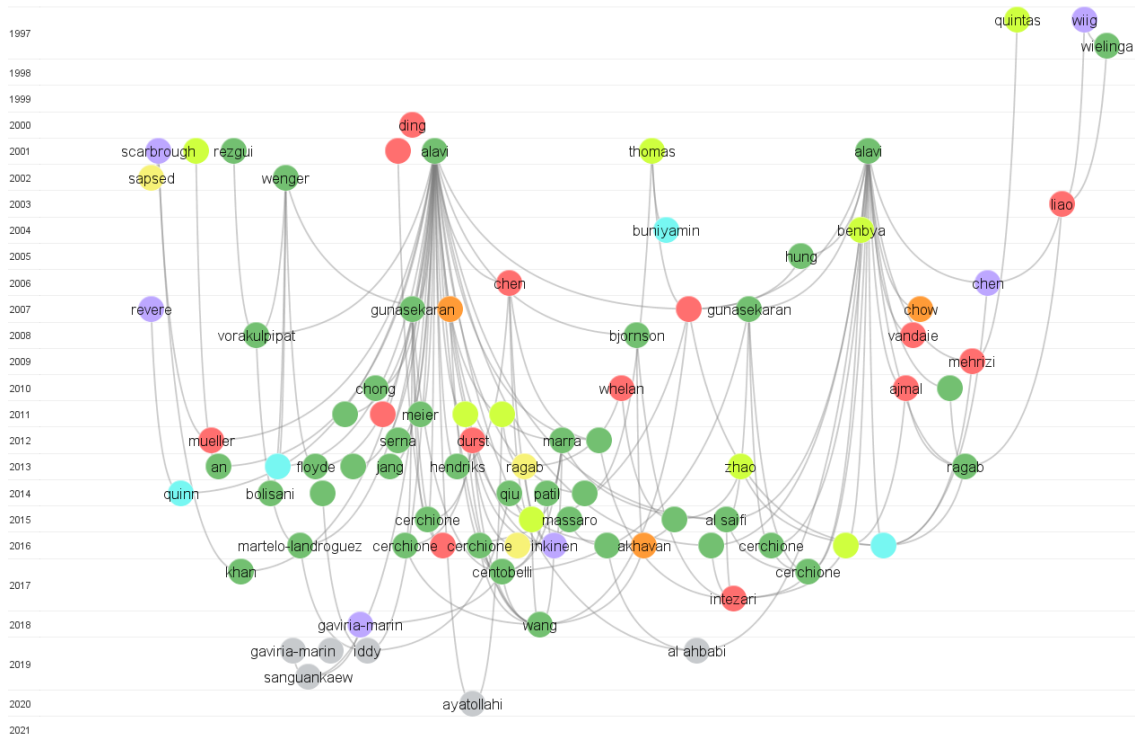 quintas wiig
1997
wielinga
1998
1999
2000 ding
2001 scarbrough rezgui alavi thomas alavi
2002 sapsed wenger
2003 liao
2004 buniyamin benbya
2005 hung
2006 chen chen
2007 revere gunasekaran gunasekaran chow
2008 vorakulpipat bjornson vandaie
2009 mehrizi
2010 chong whelan ajmal
2011 meier
2012 mueller serna durst marra
2013 an floyde jang hendriks ragab zhao ragab
2014 quinn bolisani qiu patil
2015 cerchione massaro al saifi
2016 martelo-landroguez cerchione cerchione inkinen akhavan cerchione
khan centobelli cerchione
2017
intezari
2018 gaviria-marin wang
gaviria-marin iddy al ahbabi
2019
sanguankaew
2020 ayatollahi
2021